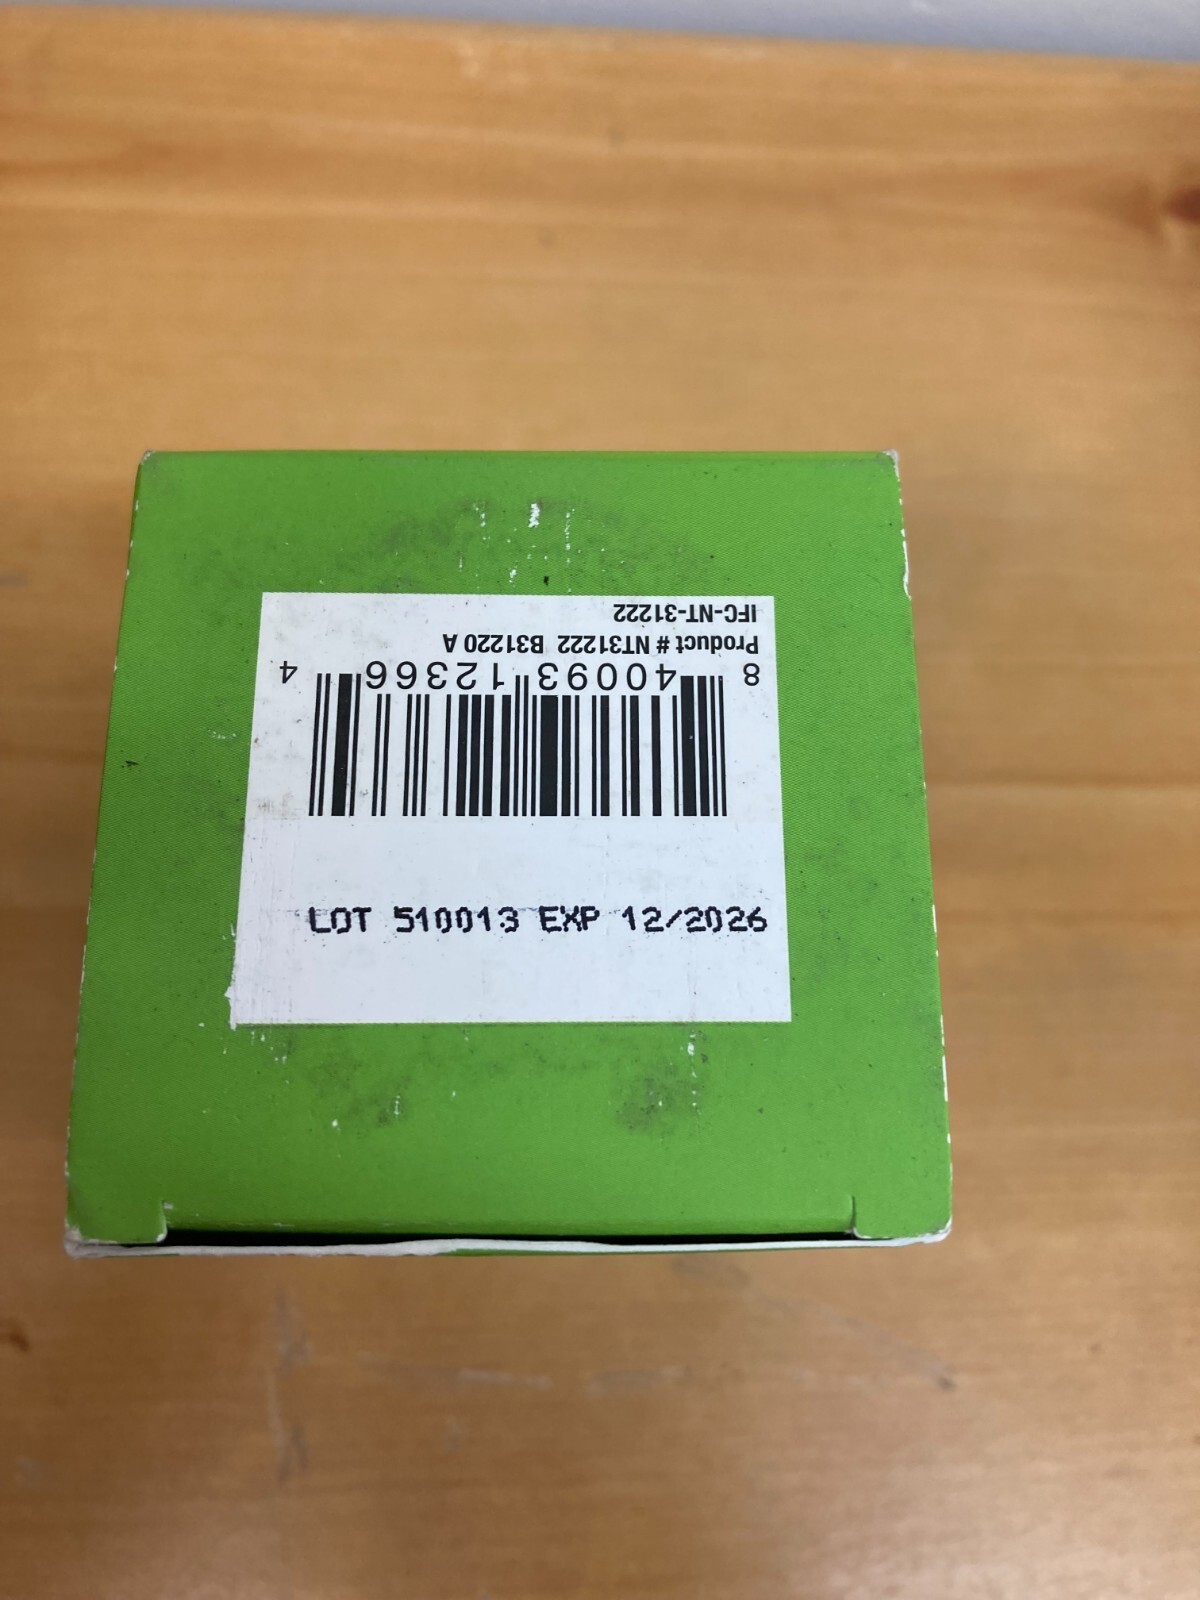 8 40093 12366 4
Product # NT31222 B31220 A
IFC-NT-31222
LOT 510013 EXP 12/2026